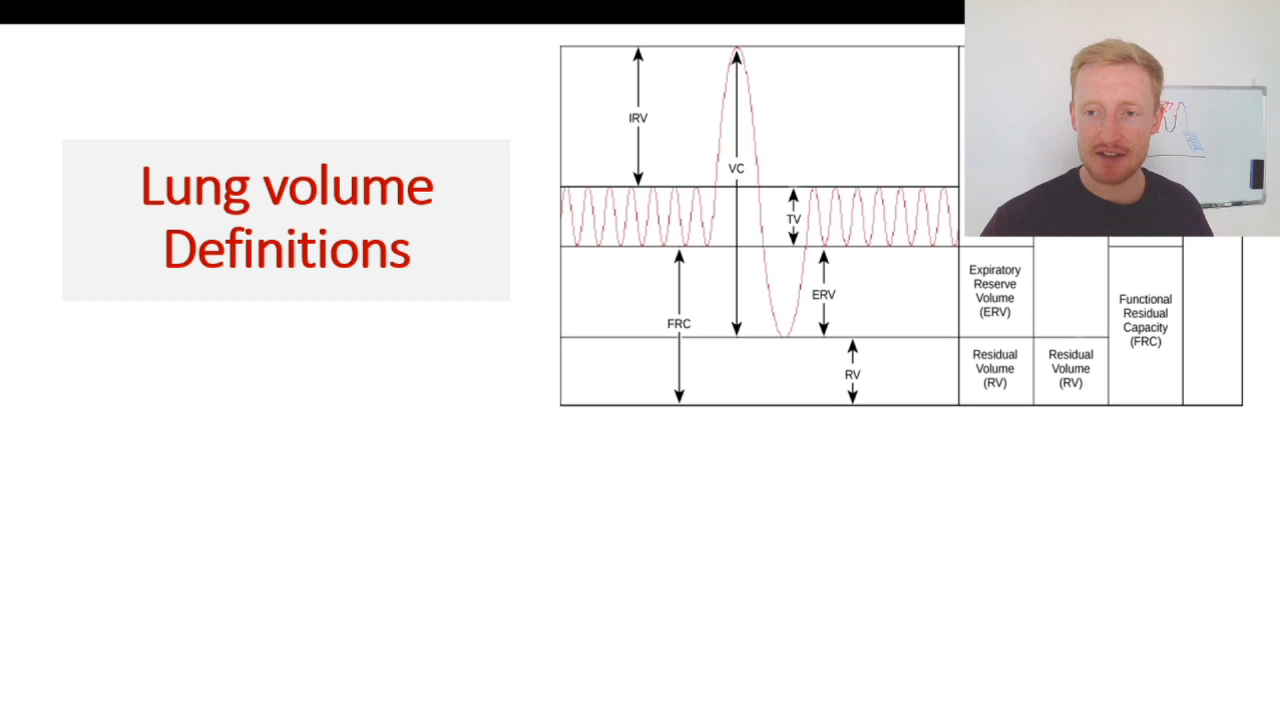 Lung volume
Definitions
IRV
VC
TV
ERV
FRC
RV
Expiratory
Reserve
Volume
(ERV)
Functional
Residual
Capacity
(FRC)
Residual
Volume
(RV)
Residual
Volume
(RV)